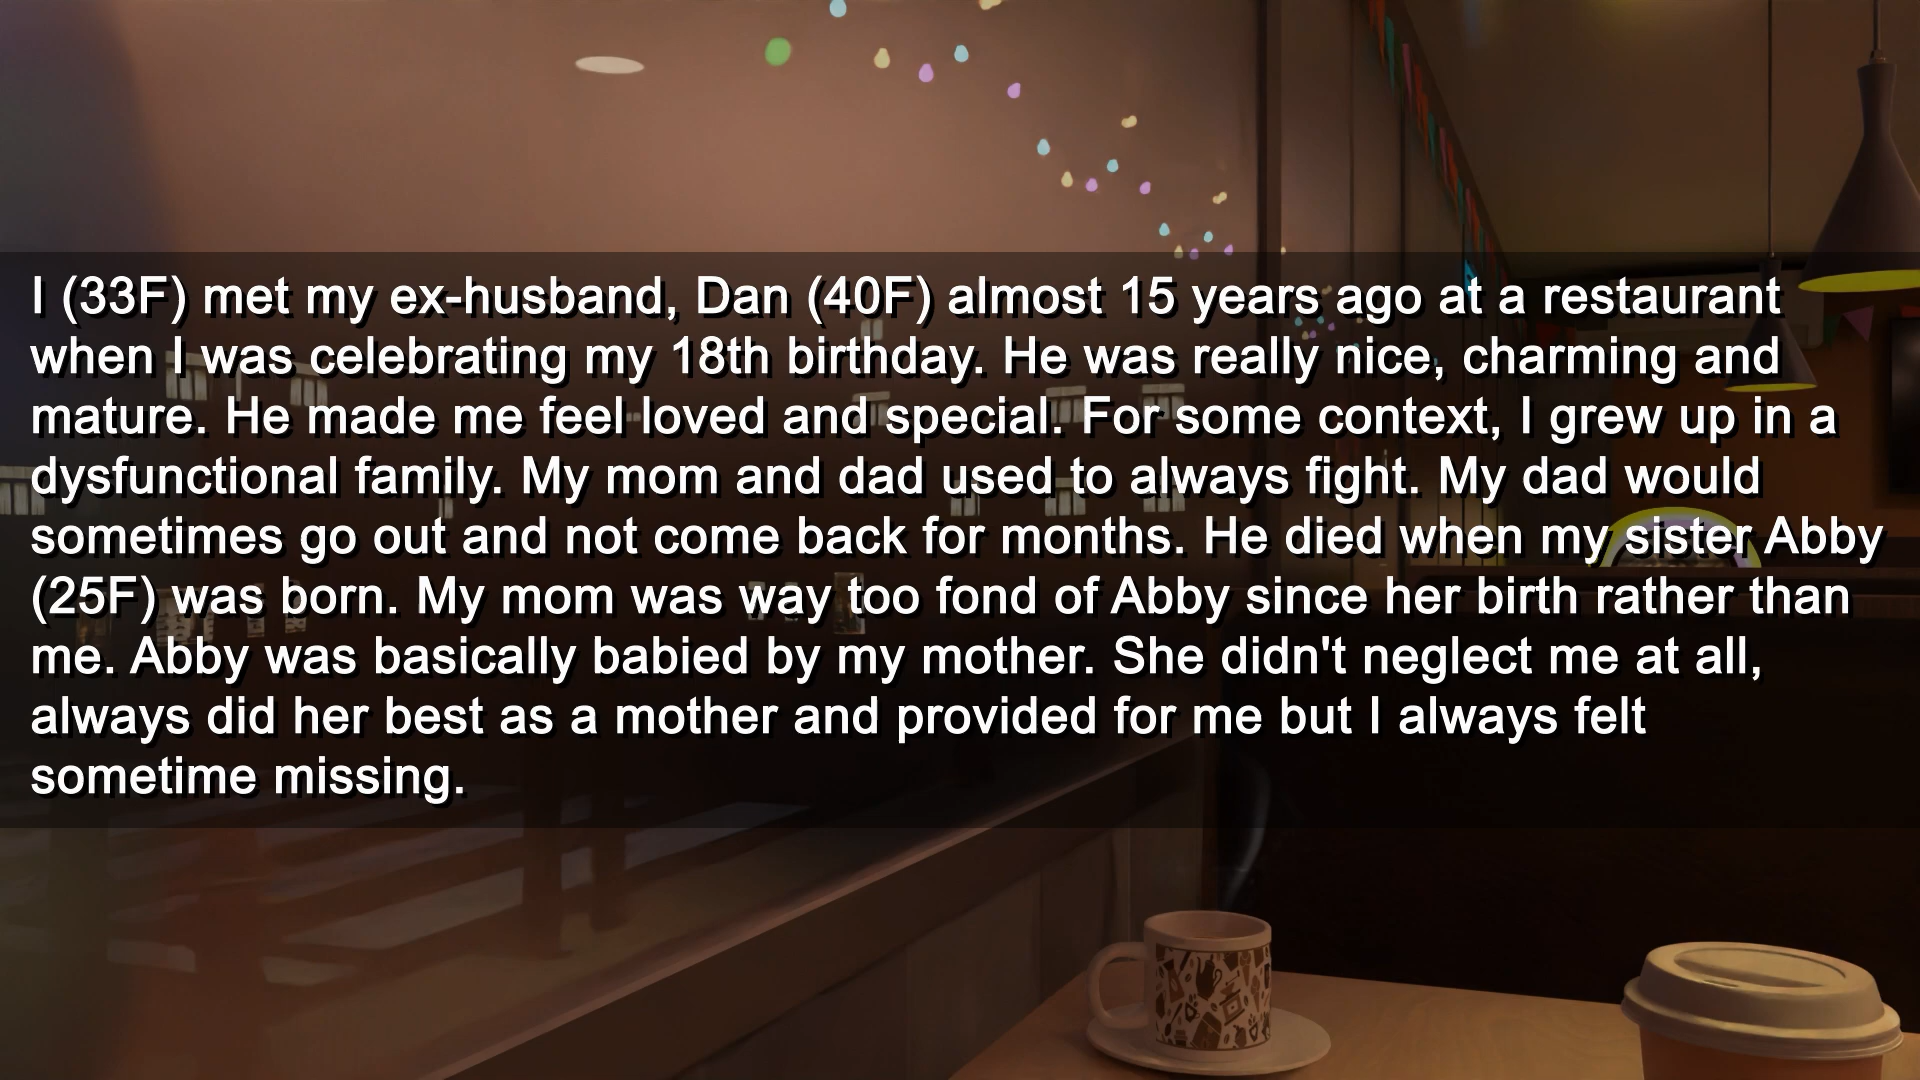 I (33F) met my ex-husband, Dan (40F) almost 15 years ago at a restaurant
when I was celebrating my 18th birthday. He was really nice, charming and
mature. He made me feel loved and special. For some context, I grew up in a
dysfunctional family. My mom and dad used to always fight. My dad would
sometimes go out and not come back for months. He died when my sister Abby
(25F) was born. My mom was way too fond of Abby since her birth rather than
me. Abby was basically babied by my mother. She didn't neglect me at all,
always did her best as a mother and provided for me but I always felt
sometime missing.